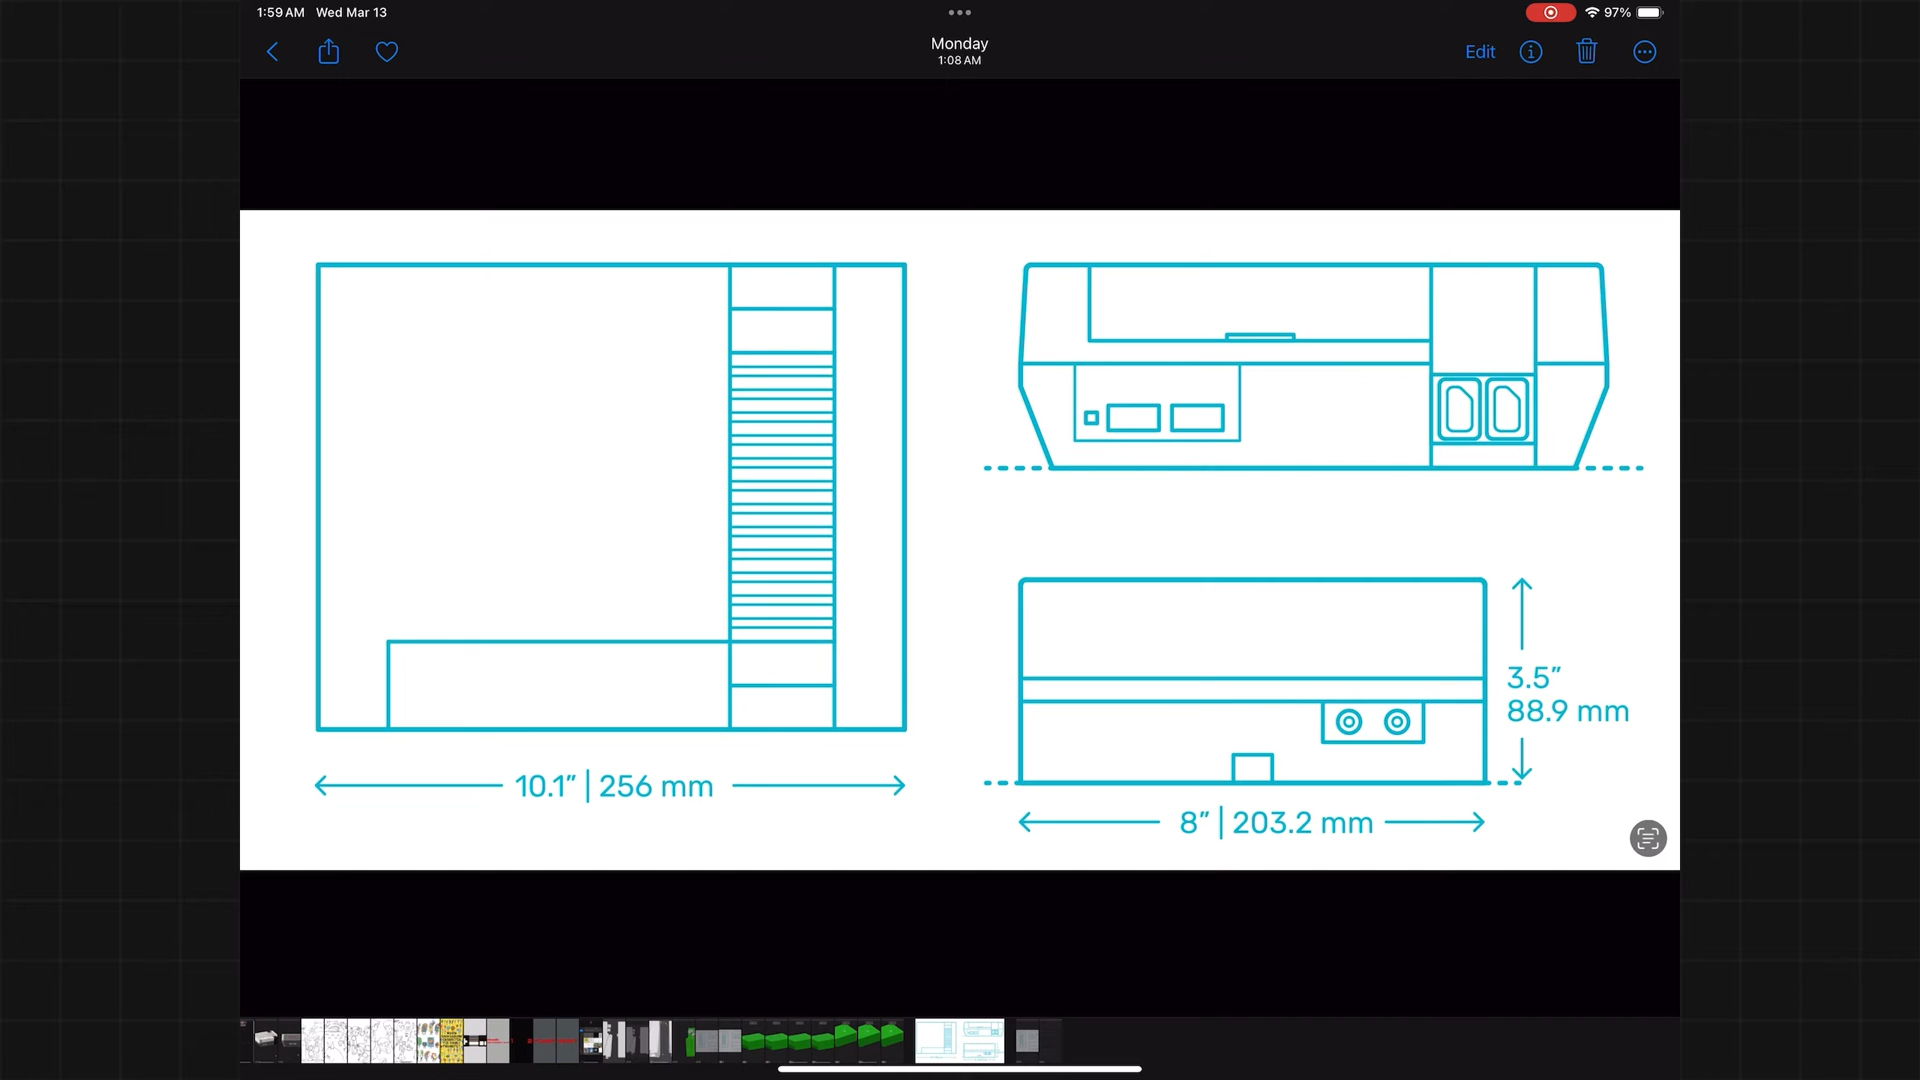 1:59 AM Wed Mar 13
97%
Monday
1:08 AM
Edit
3.5”
88.9 mm
10.1” | 256 mm
8” | 203.2 mm